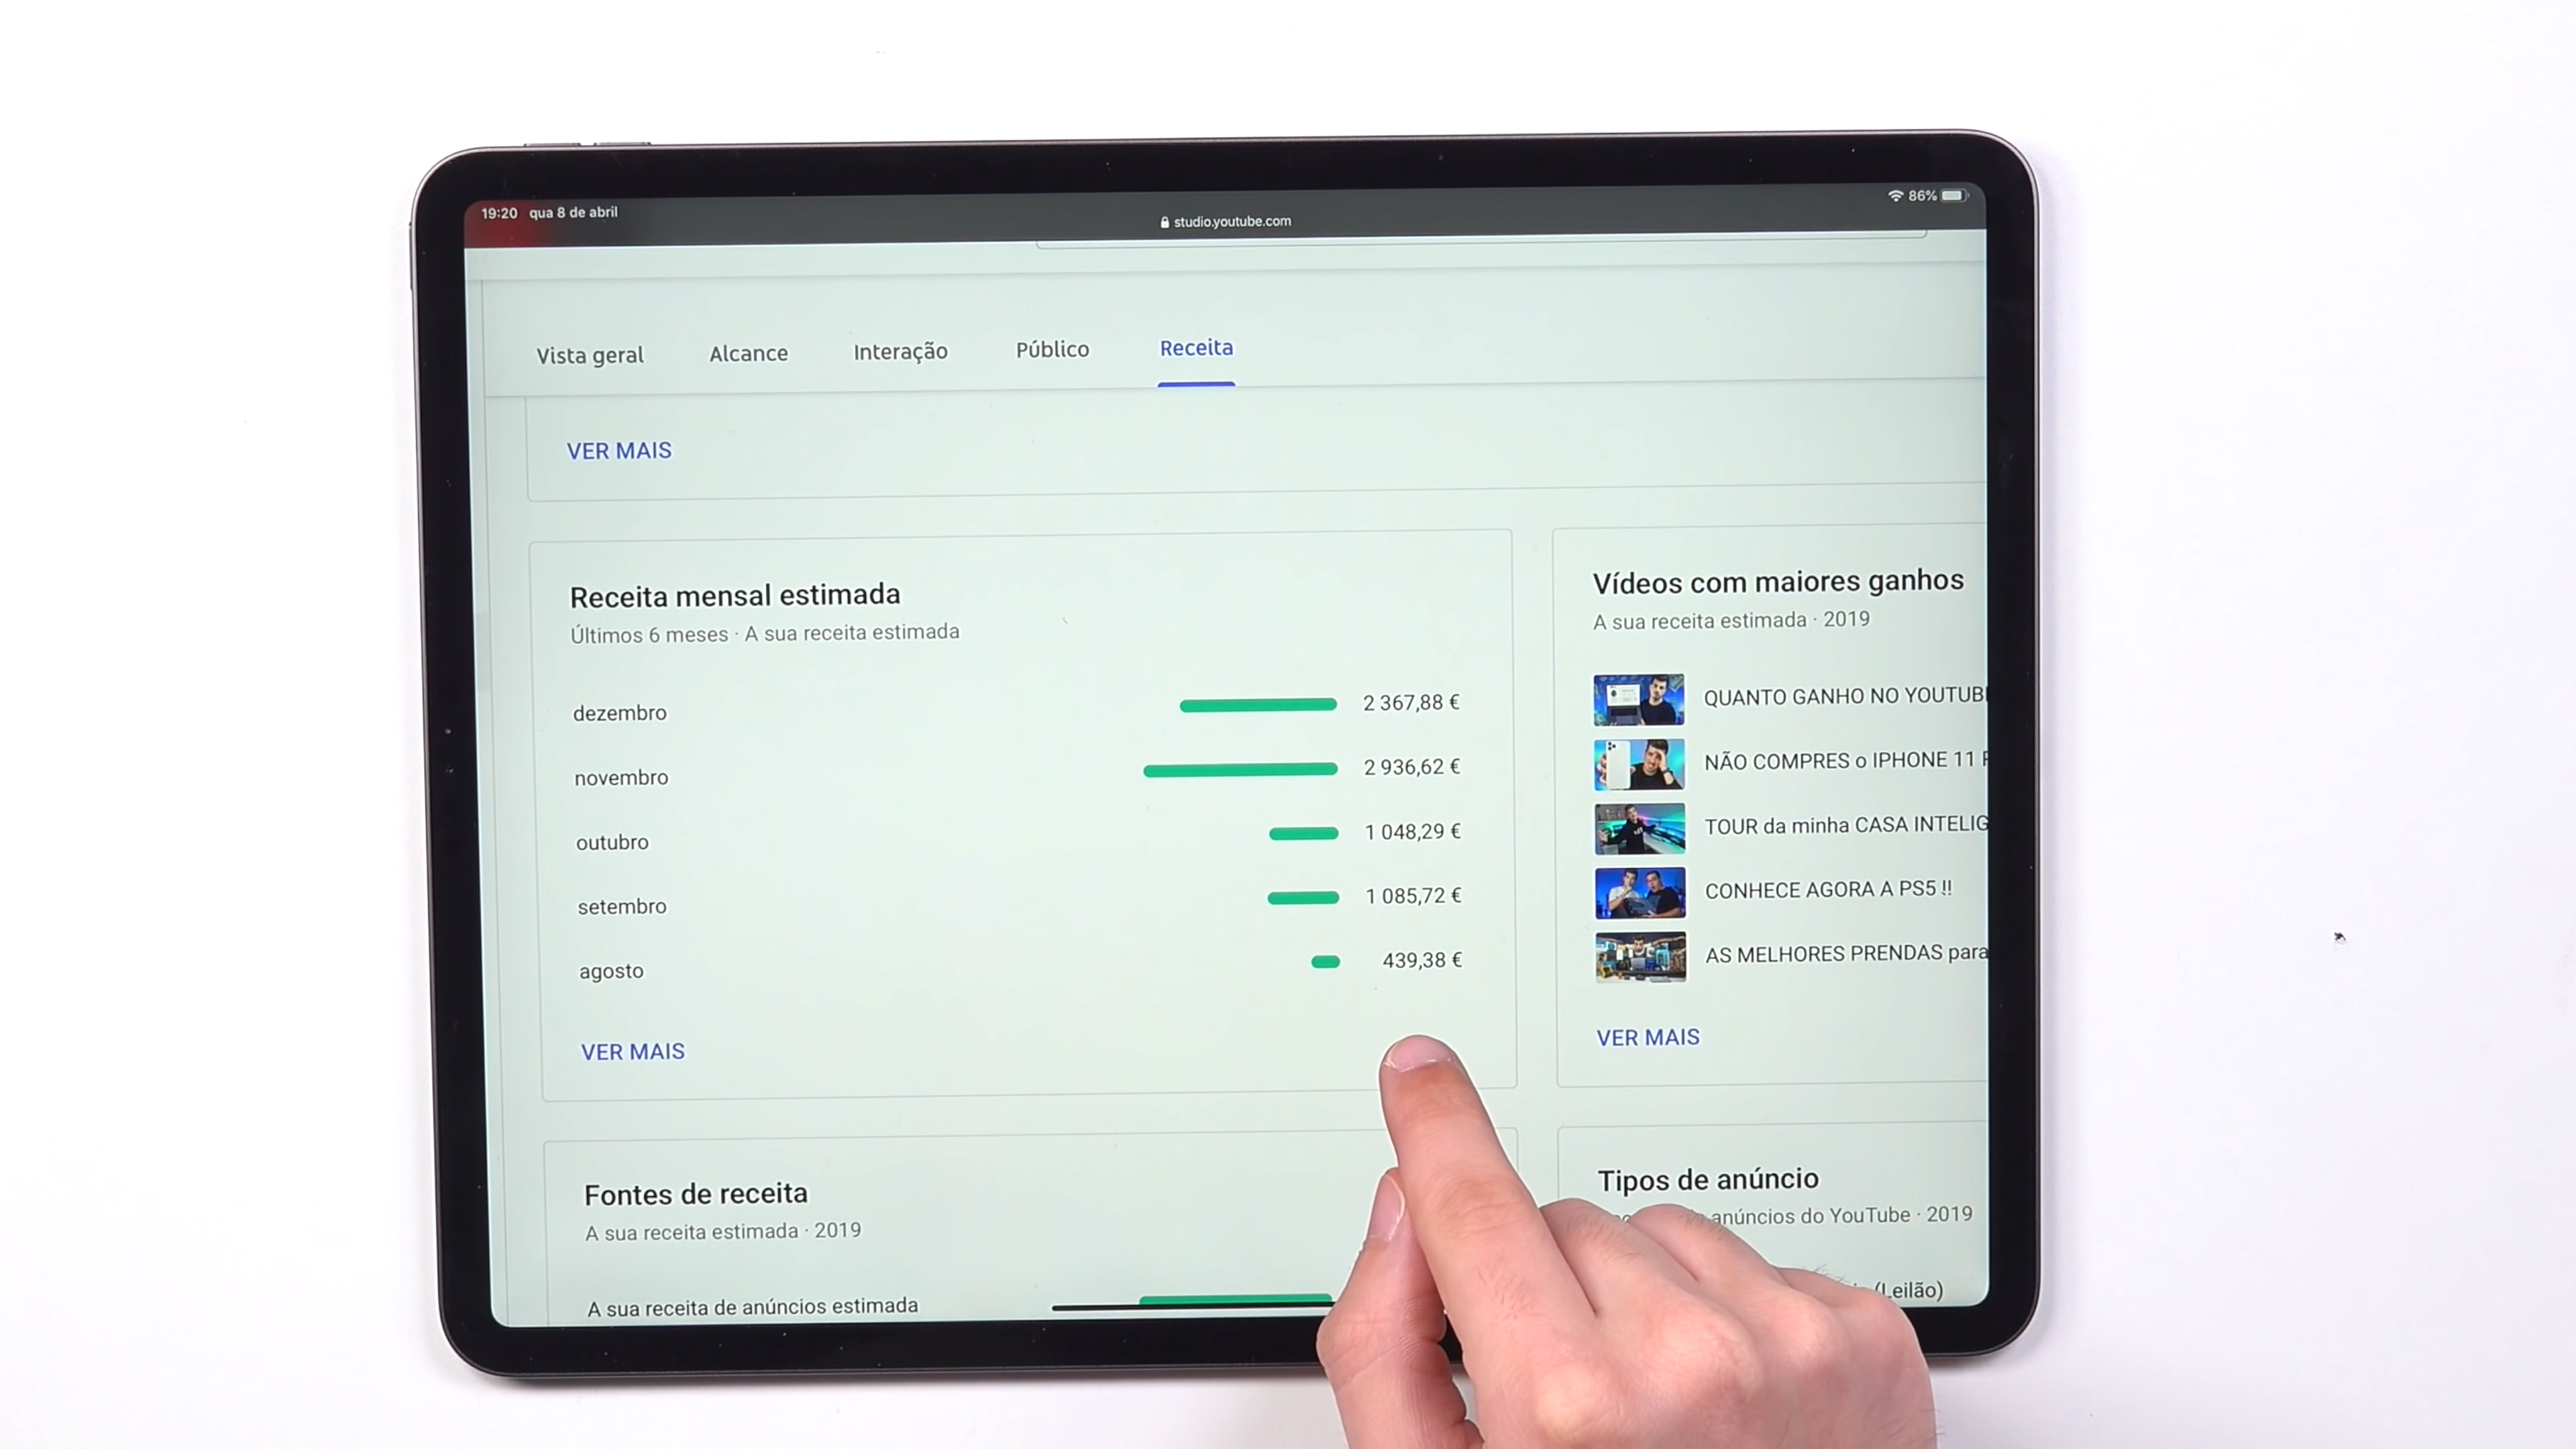 19:20 qua 8 de abril
86%
studio.youtube.com
Vista geral Alcance Interação Público Receita
VER MAIS
Receita mensal estimada
Últimos 6 meses · A sua receita estimada
dezembro 2 367,88 €
novembro 2 936,62 €
outubro 1 048,29 €
setembro 1 085,72 €
agosto 439,38 €
VER MAIS
Vídeos com maiores ganhos
A sua receita estimada · 2019
QUANTO GANHO NO YOUTUB
NÃO COMPRES o IPHONE 11
TOUR da minha CASA INTELIG
CONHECE AGORA A PS5 !!
AS MELHORES PRENDAS para
VER MAIS
Fontes de receita
A sua receita estimada · 2019
A sua receita de anúncios estimada
Tipos de anúncio
anúncios do YouTube · 2019
(Leilão)